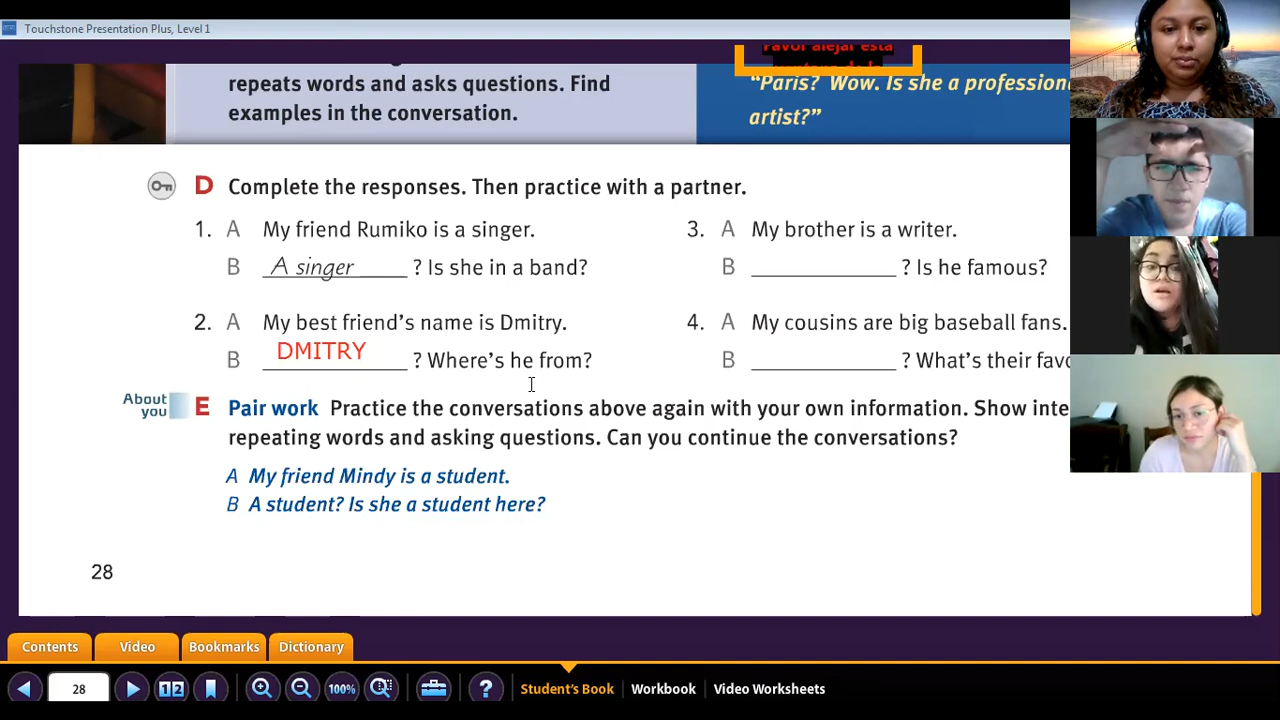 Touchstone Presentation Plus, Level 1
Favor alejar esta
repeats words and asks questions. Find
examples in the conversation.
"Paris? Wow. Is she a
artist?"
D Complete the responses. Then practice with a partner.
1. A My friend Rumiko is a singer.
B A singer ? Is she in a band?
2. A My best friend's name is Dmitry.
B DMITRY ? Where's he from?
3. A My brother is a writer.
B ____________ ? Is he famous?
4. A My cousins are big baseball fans.
B ____________ ? What's their
About you
E Pair work Practice the conversations above again with your own information. Show
repeating words and asking questions. Can you continue the conversations?
A My friend Mindy is a student.
B A student? Is she a student here?
28
Contents Video Bookmarks Dictionary
28 1 2 100% ? Student's Book Workbook Video Worksheets